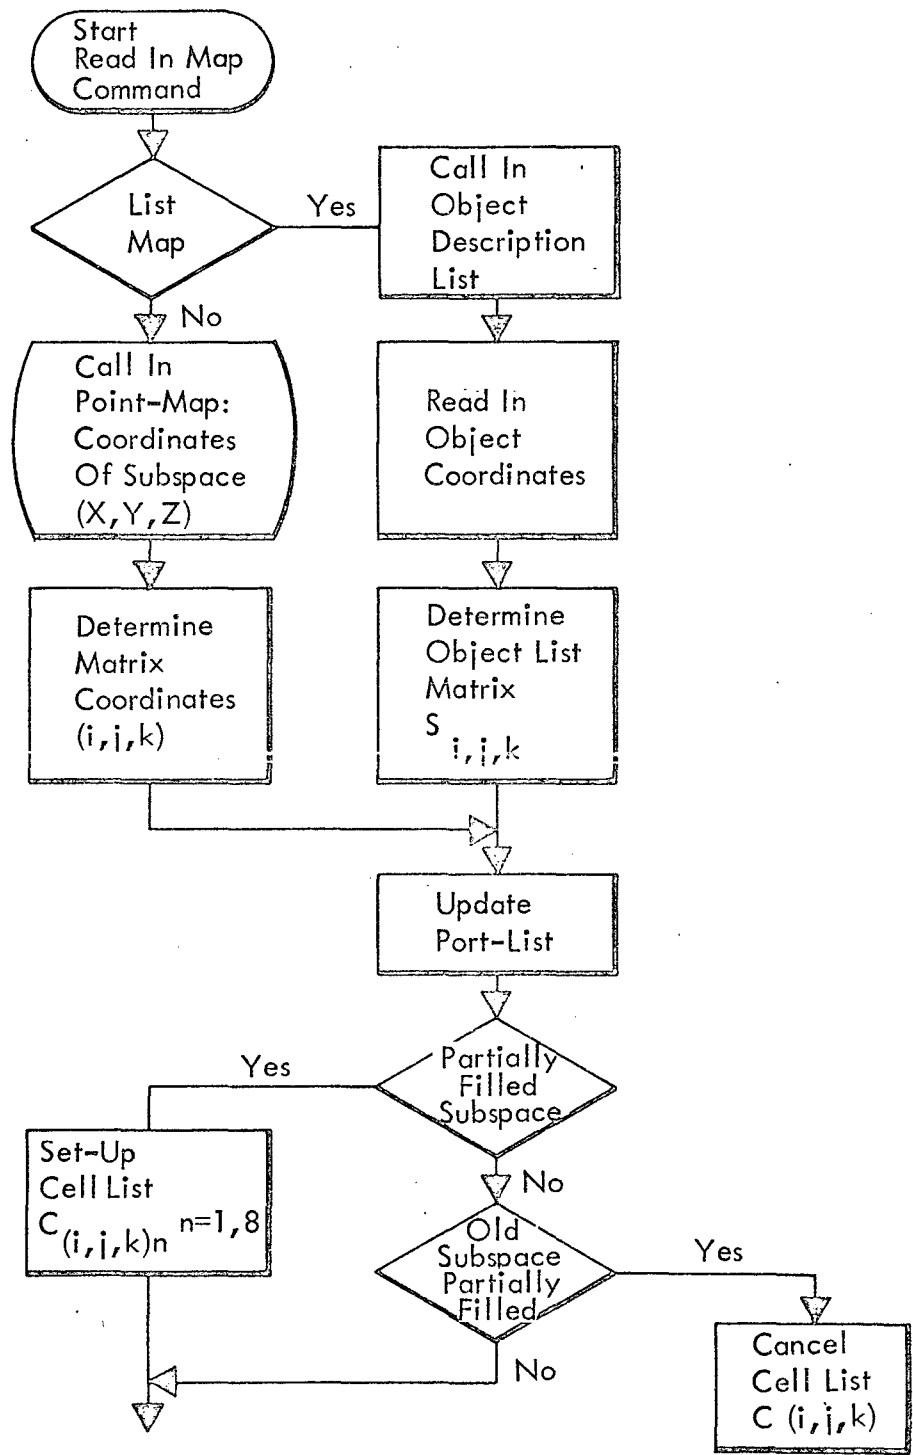 Start
Read In Map
Command
List
Map
Yes
Call In
Object
Description
List
No
Call In
Point-Map:
Coordinates
Of Subspace
(X,Y,Z)
Read In
Object
Coordinates
Determine
Matrix
Coordinates
(i,j,k)
Determine
Object List
Matrix
S i,j,k
Update
Port-List
Partially
Filled
Subspace
Yes
Set-Up
Cell List
C (i,j,k)n n=1,8
No
Old
Subspace
Partially
Filled
Yes
No
Cancel
Cell List
C (i,j,k)